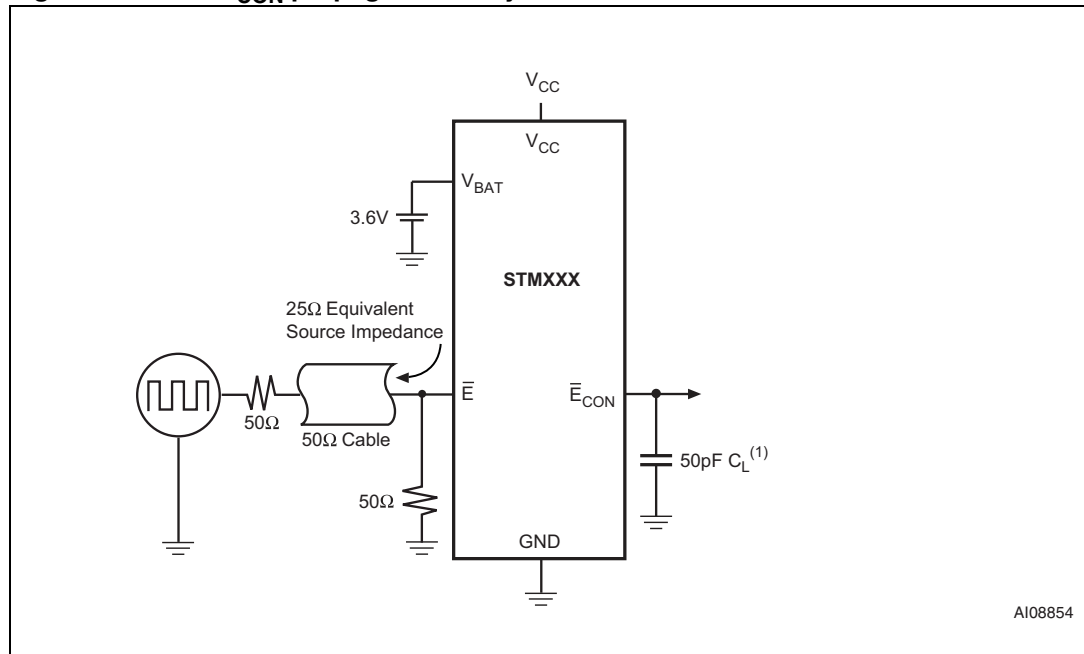 V_CC
V_CC
V_BAT
3.6V
STMXXX
25Ω Equivalent
Source Impedance
E̅
E̅_CON
50Ω
50Ω Cable
50pF C_L^(1)
50Ω
GND
AI08854